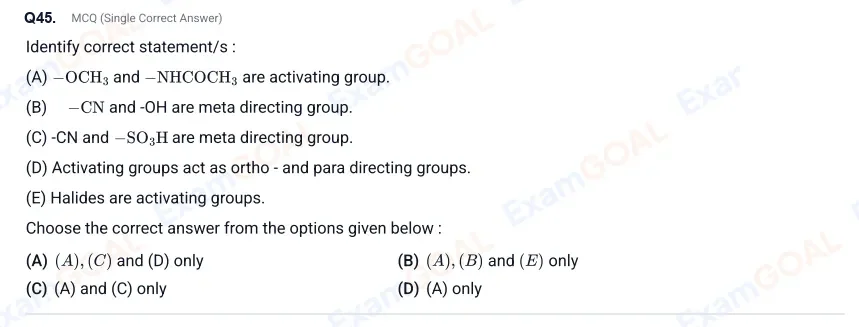 Q45. MCQ (Single Correct Answer)
Identify correct statement/s :
(A) −OCH₃ and −NHCOCH₃ are activating group.
(B) −CN and -OH are meta directing group.
(C) -CN and −SO₃H are meta directing group.
(D) Activating groups act as ortho - and para directing groups.
(E) Halides are activating groups.
Choose the correct answer from the options given below :
(A) (A), (C) and (D) only
(B) (A), (B) and (E) only
(C) (A) and (C) only
(D) (A) only
ExamGOAL